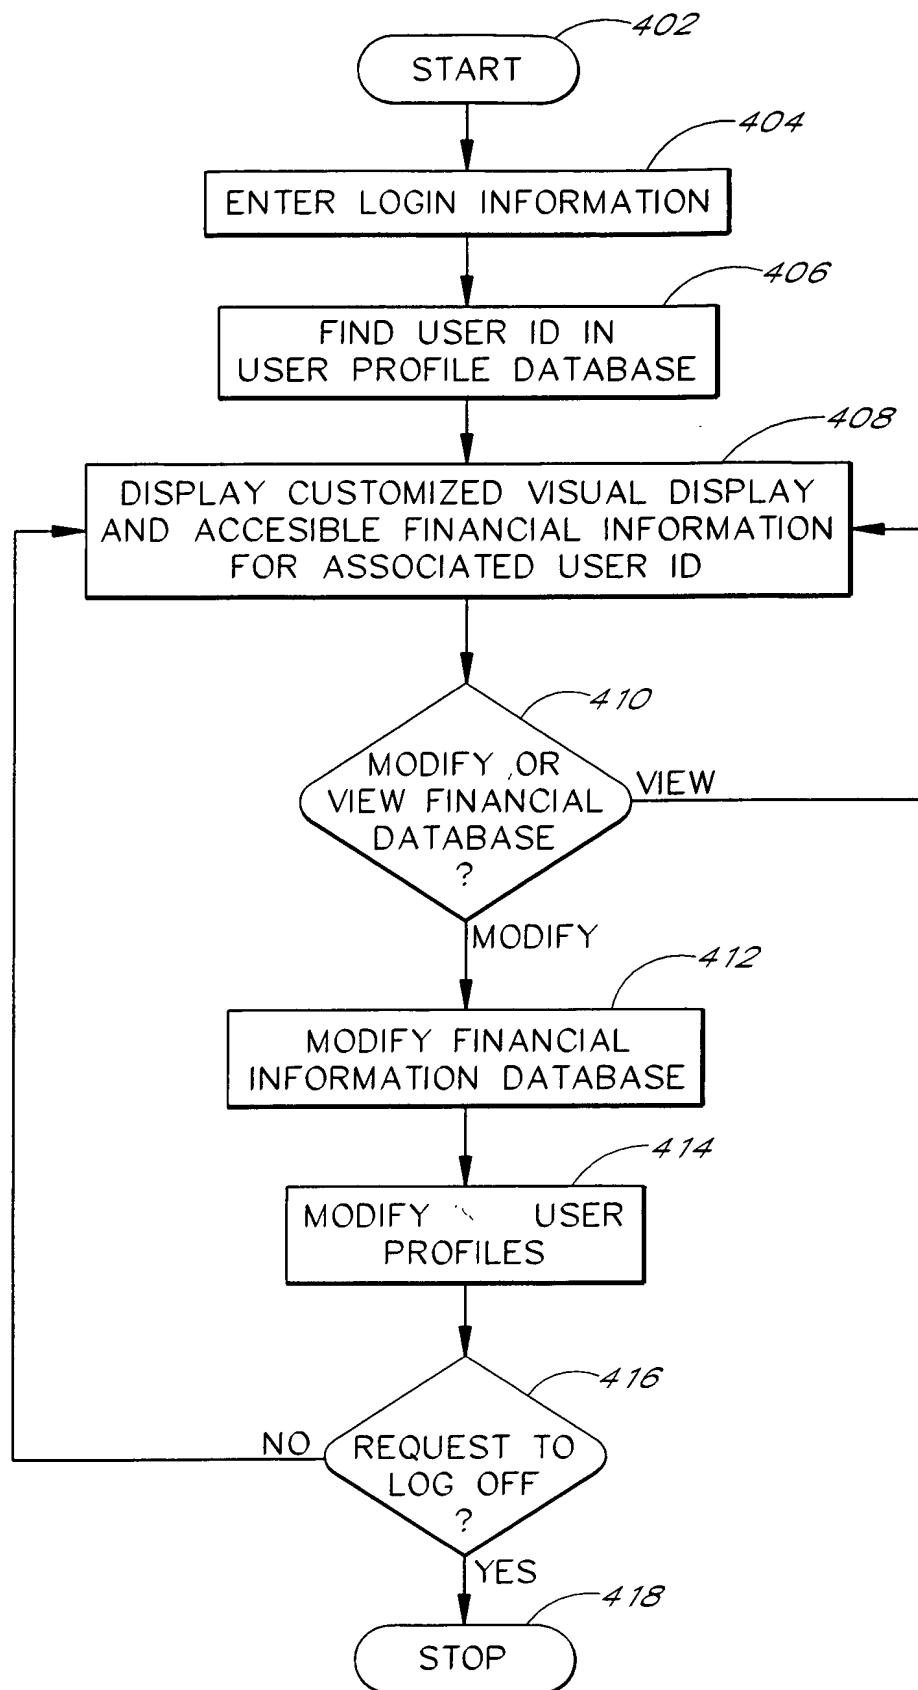 402
START
404
ENTER LOGIN INFORMATION
406
FIND USER ID IN
USER PROFILE DATABASE
408
DISPLAY CUSTOMIZED VISUAL DISPLAY
AND ACCESIBLE FINANCIAL INFORMATION
FOR ASSOCIATED USER ID
410
MODIFY OR
VIEW FINANCIAL
DATABASE
?
VIEW
MODIFY
412
MODIFY FINANCIAL
INFORMATION DATABASE
414
MODIFY USER
PROFILES
416
NO
REQUEST TO
LOG OFF
?
YES
418
STOP